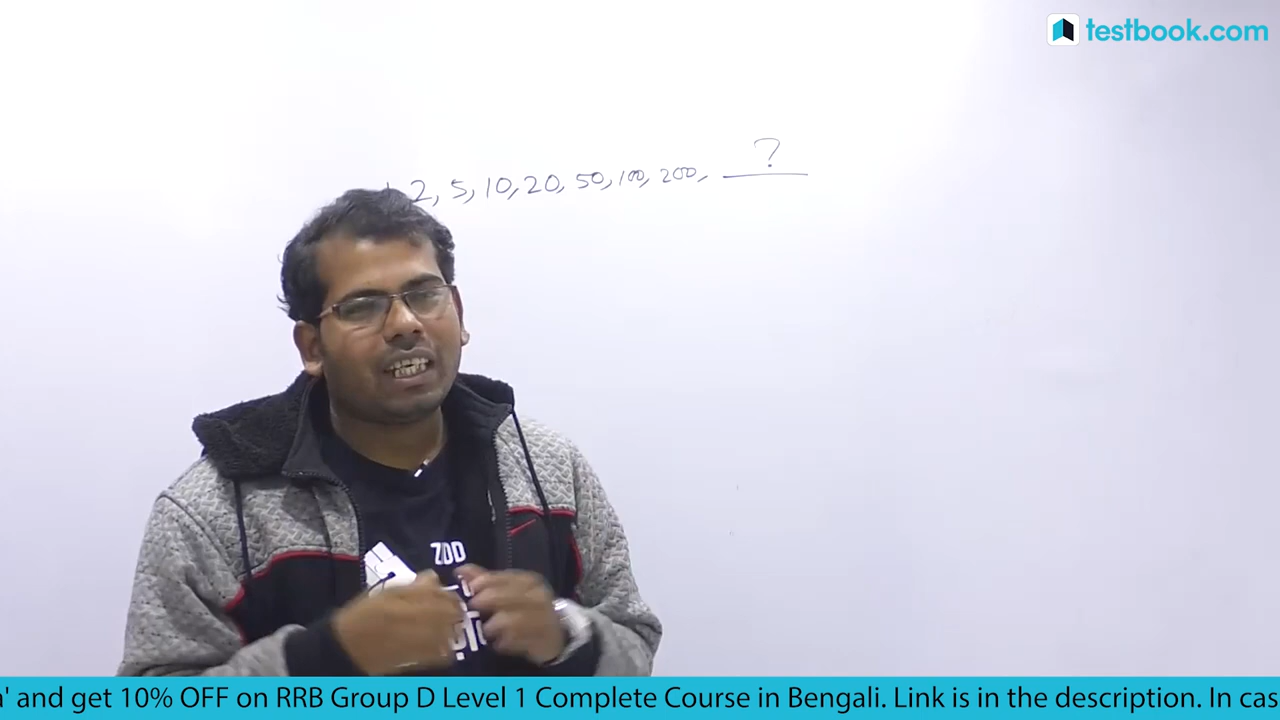 testbook.com
?
2, 5, 10, 20, 50, 100, 200,
ZDD
' and get 10% OFF on RRB Group D Level 1 Complete Course in Bengali. Link is in the description. In cas